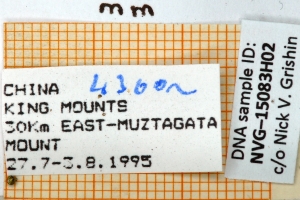 mm
CHINA 4300m
KING MOUNTS
30Km EAST-MUZTAGATA
MOUNT
27.7-3.8.1995
DNA sample ID:
NVG-15083H02
c/o Nick V. Grishin